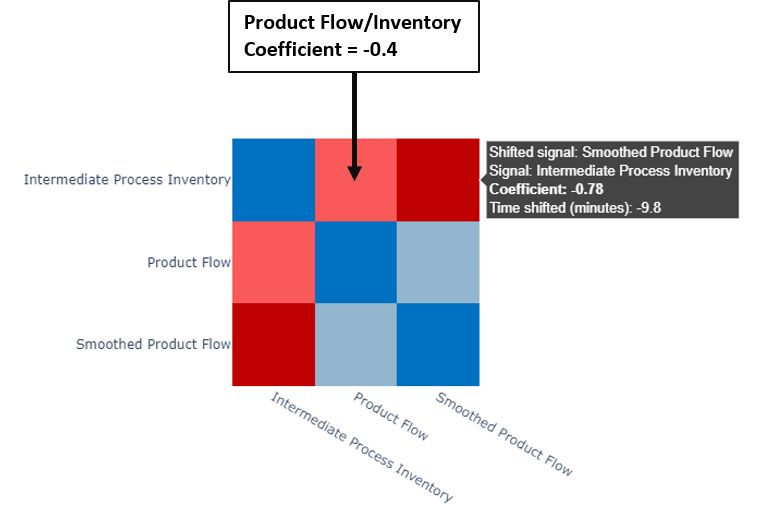 Product Flow/Inventory
Coefficient = -0.4
Shifted signal: Smoothed Product Flow
Signal: Intermediate Process Inventory
Coefficient: -0.78
Time shifted (minutes): -9.8
Intermediate Process Inventory
Product Flow
Smoothed Product Flow
Intermediate Process Inventory
Product Flow
Smoothed Product Flow